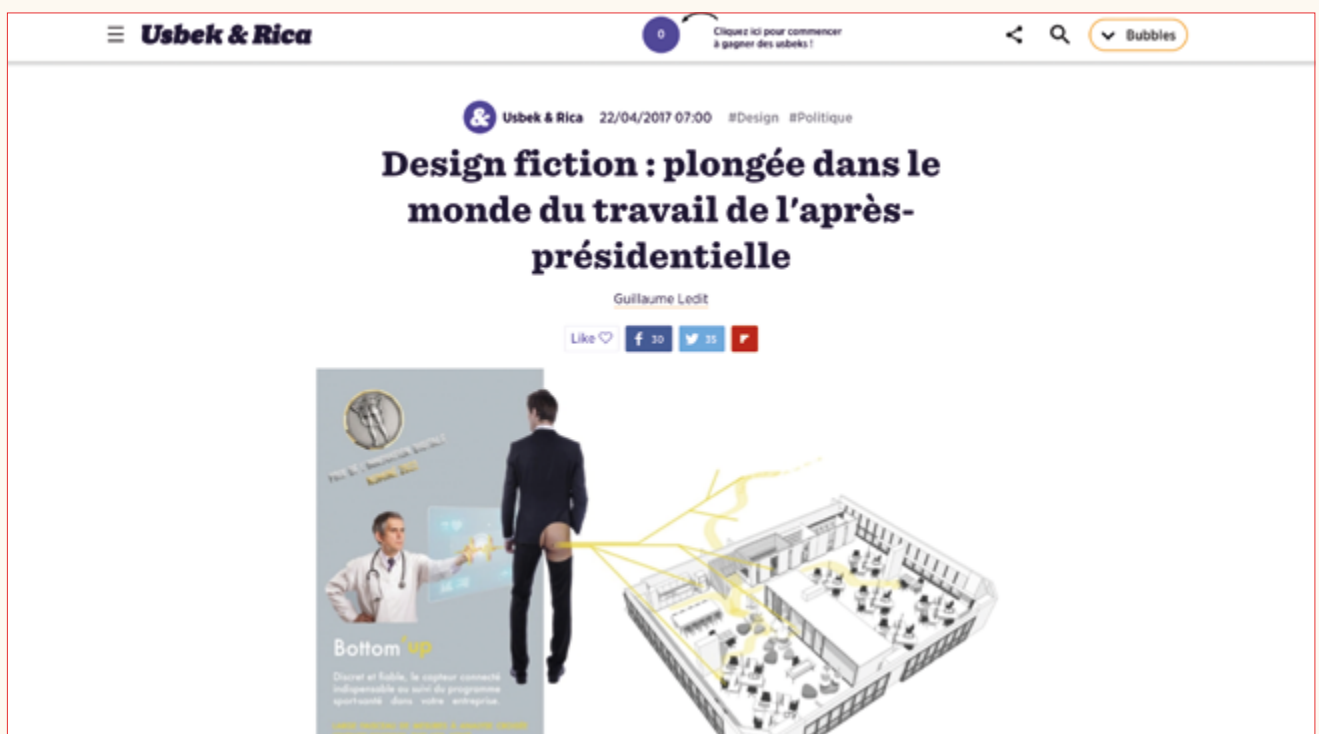 Usbek & Rica
0
Cliquez ici pour commencer
à gagner des usbeks !
Bubbles
& Usbek & Rica 22/04/2017 07:00 #Design #Politique
Design fiction : plongée dans le
monde du travail de l'après-
présidentielle
Guillaume Ledit
Like 30 35
Bottom'up
Discret et fiable, le capteur connecté
indispensable au suivi du programme
sport-santé dans votre entreprise.